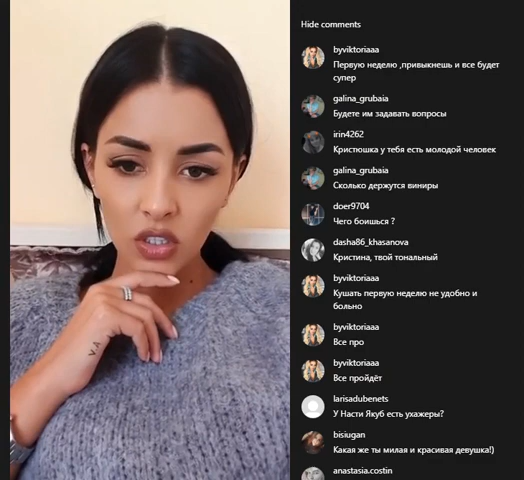 Hide comments
byviktoriaaa
Первую неделю ,привыкнешь и все будет
супер
galina_grubaia
Будете им задавать вопросы
irin4262
Кристюшка у тебя есть молодой человек
galina_grubaia
Сколько держутся виниры
doer9704
Чего боишься ?
dasha86_khasanova
Кристина, твой тональный
byviktoriaaa
Кушать первую неделю не удобно и
больно
byviktoriaaa
Все про
byviktoriaaa
Все пройдёт
larisadubenets
У Насти Якуб есть ухажеры?
bisiugan
Какая же ты милая и красивая девушка!)
anastasia.costin